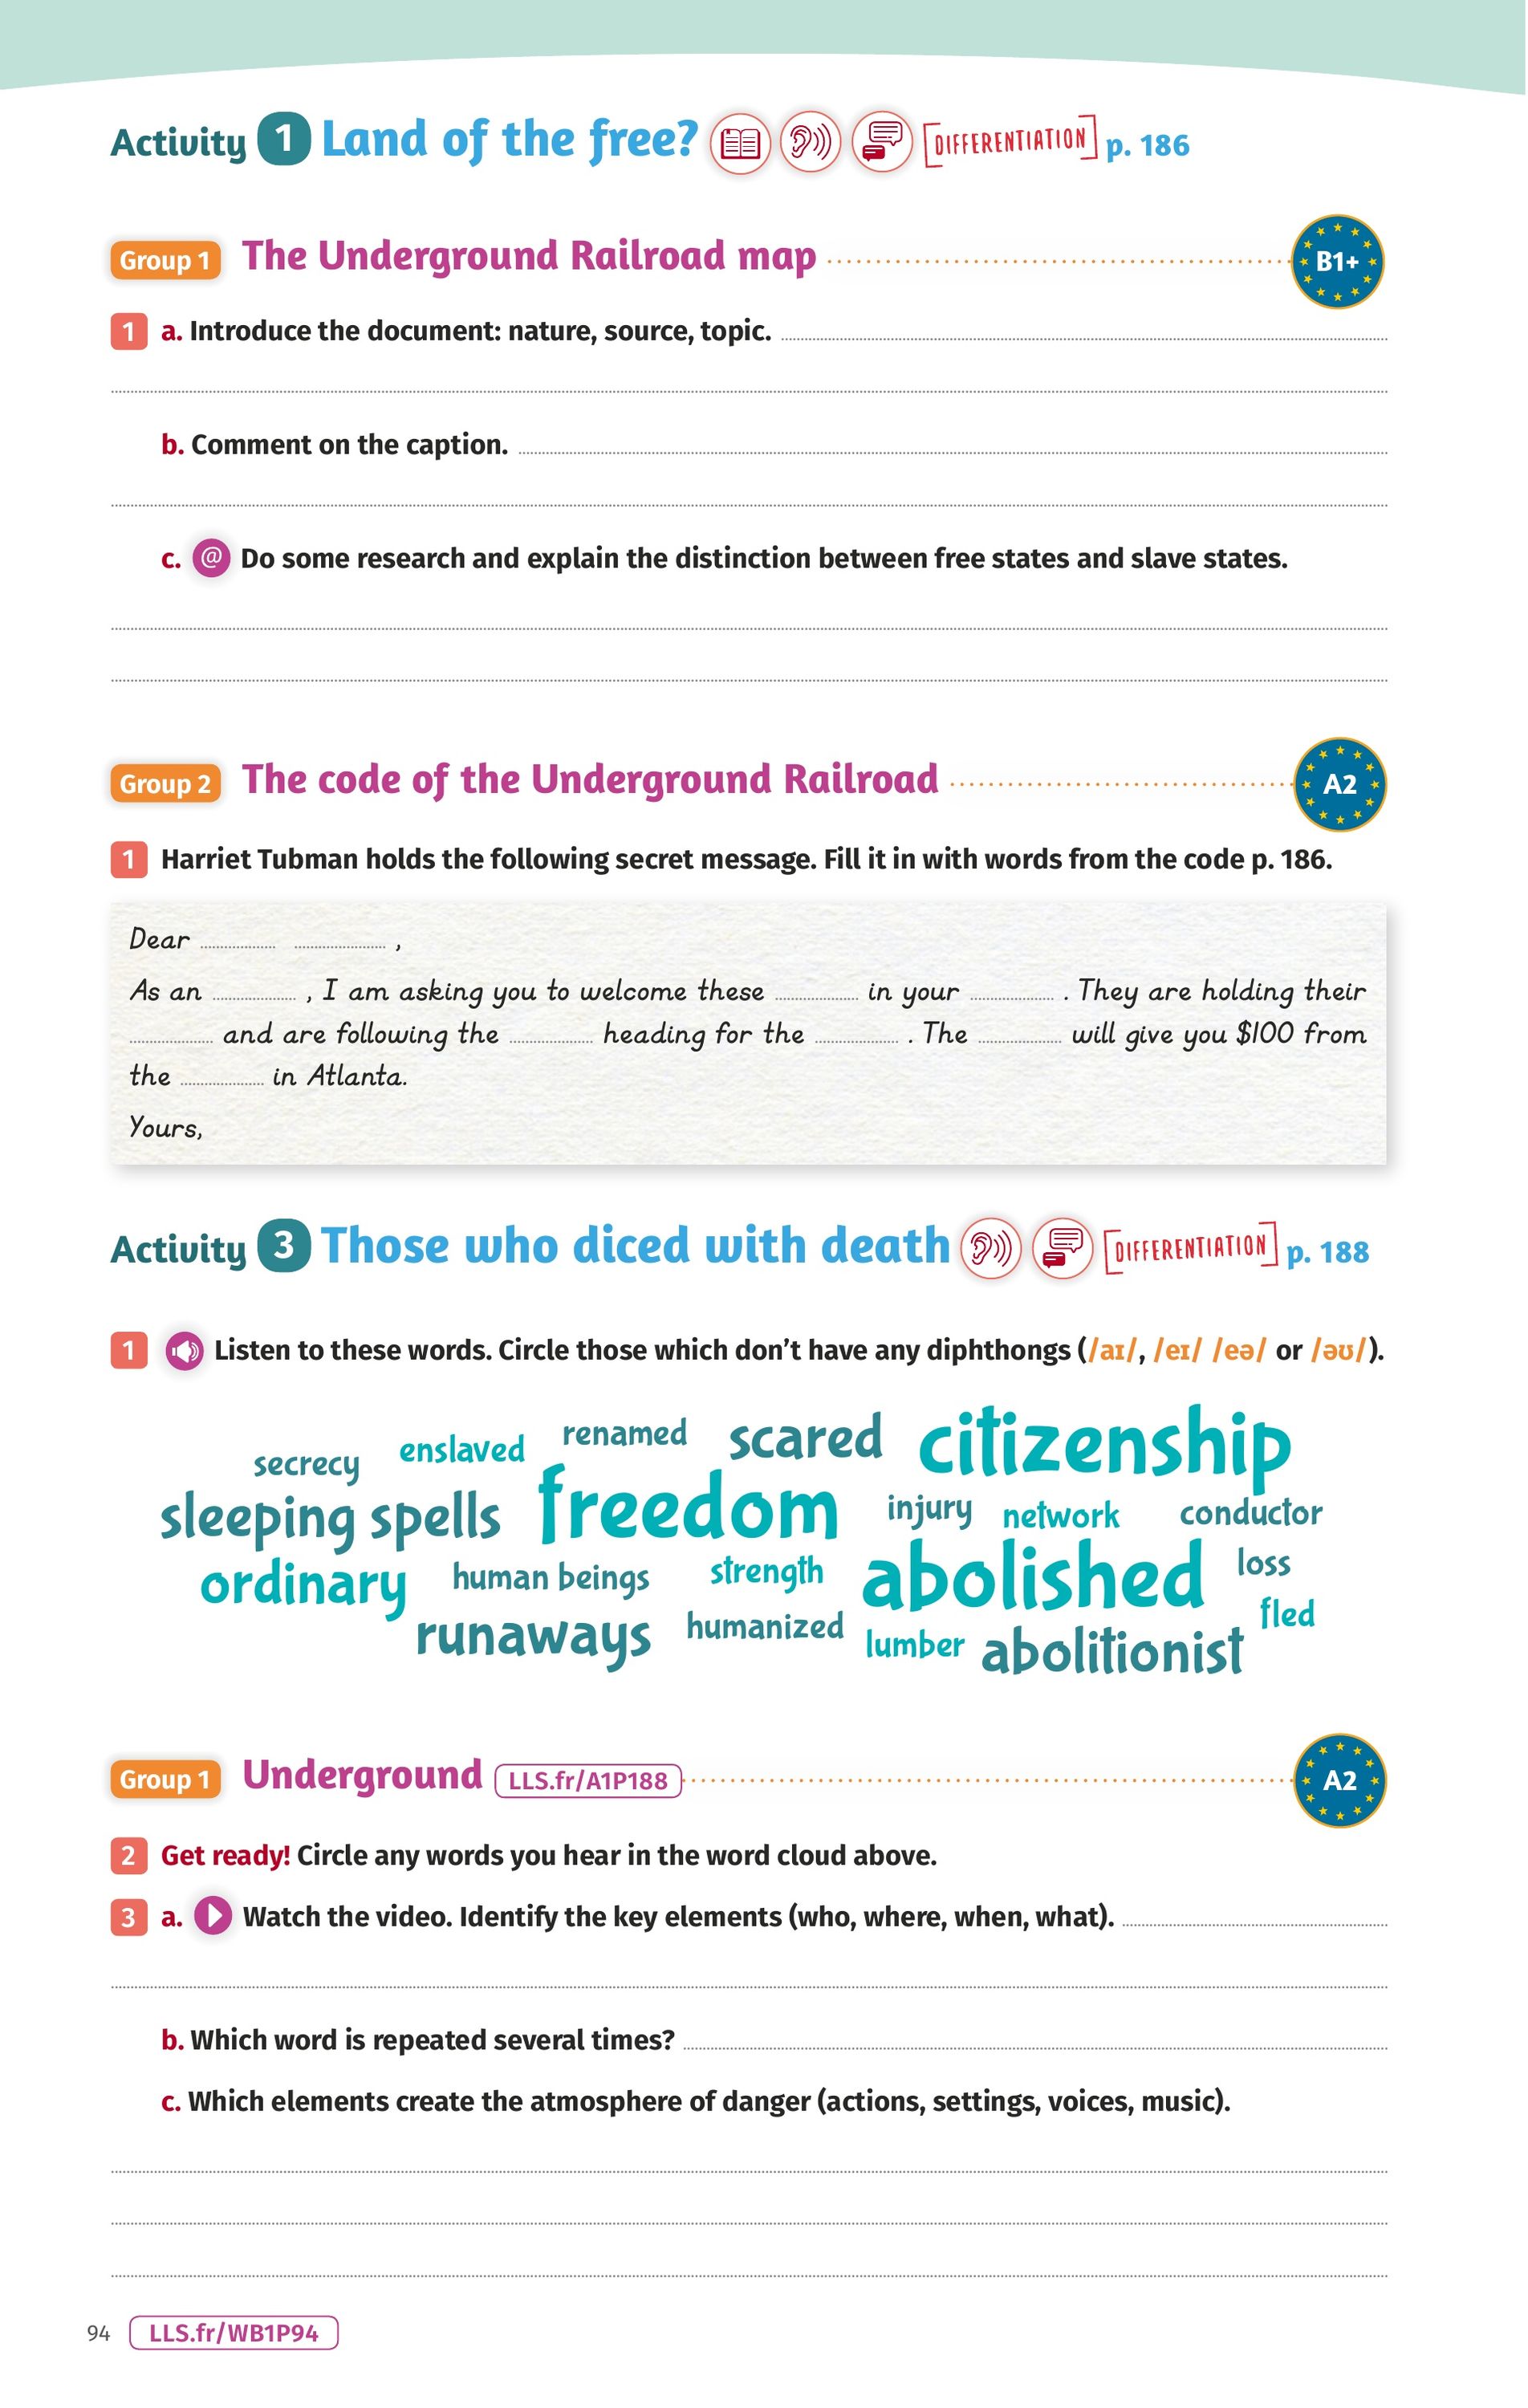 Activity 1 Land of the free? [DIFFERENTIATION] p. 186
Group 1 The Underground Railroad map B1+
1 a. Introduce the document: nature, source, topic.
b. Comment on the caption.
c. @ Do some research and explain the distinction between free states and slave states.
Group 2 The code of the Underground Railroad A2
1 Harriet Tubman holds the following secret message. Fill it in with words from the code p. 186.
Dear ,
As an , I am asking you to welcome these in your . They are holding their
and are following the heading for the . The will give you $100 from
the in Atlanta.
Yours,
Activity 3 Those who diced with death [DIFFERENTIATION] p. 188
1 Listen to these words. Circle those which don't have any diphthongs (/aɪ/, /eɪ/ /eə/ or /əʊ/).
secrecy enslaved renamed scared citizenship
sleeping spells freedom injury network conductor
ordinary human beings strength abolished loss
runaways humanized lumber abolitionist fled
Group 1 Underground LLS.fr/A1P188 A2
2 Get ready! Circle any words you hear in the word cloud above.
3 a. Watch the video. Identify the key elements (who, where, when, what).
b. Which word is repeated several times?
c. Which elements create the atmosphere of danger (actions, settings, voices, music).
94 LLS.fr/WB1P94